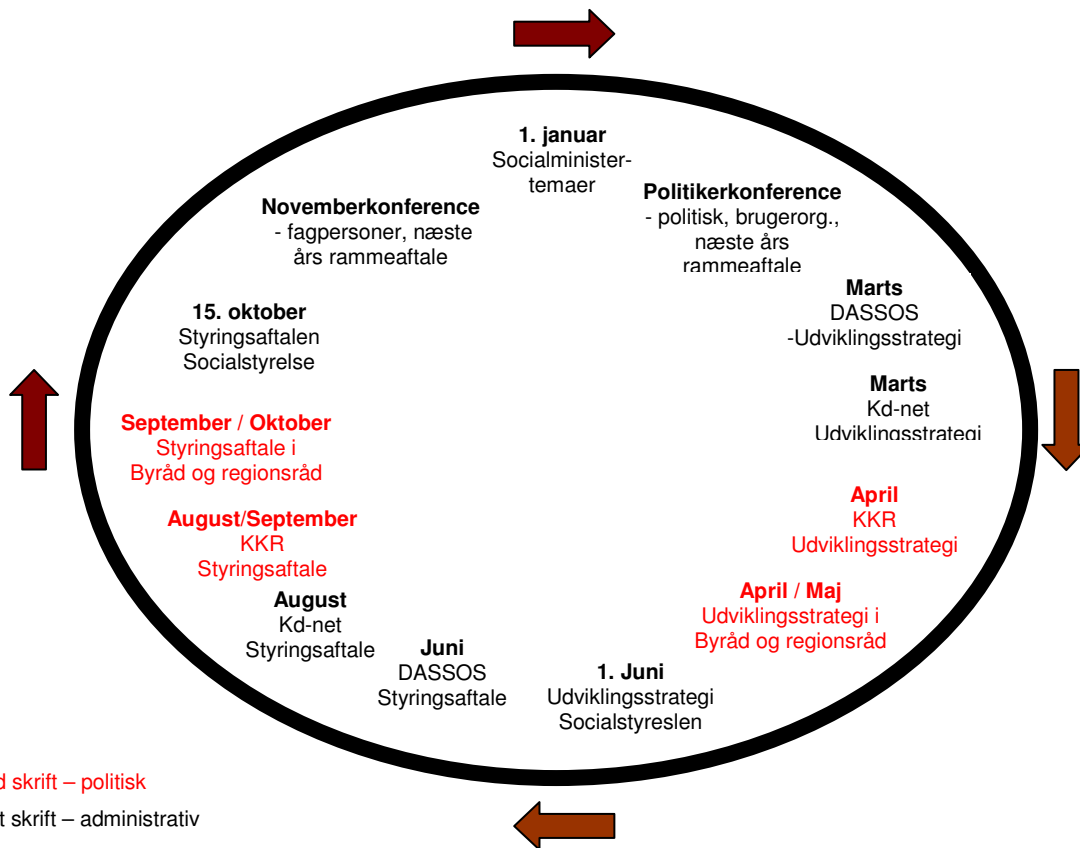 1. januar
Socialminister-
temaer
Politikerkonference
- politisk, brugerorg.,
næste års
rammeaftale
Marts
DASSOS
-Udviklingsstrategi
Marts
Kd-net
Udviklingsstrategi
April
KKR
Udviklingsstrategi
April / Maj
Udviklingsstrategi i
Byråd og regionsråd
1. Juni
Udviklingsstrategi
Socialstyreslen
Juni
DASSOS
Styringsaftale
August
Kd-net
Styringsaftale
August/September
KKR
Styringsaftale
September / Oktober
Styringsaftale i
Byråd og regionsråd
15. oktober
Styringsaftalen
Socialstyrelse
Novemberkonference
- fagpersoner, næste
års rammeaftale
d skrift – politisk
t skrift – administrativ